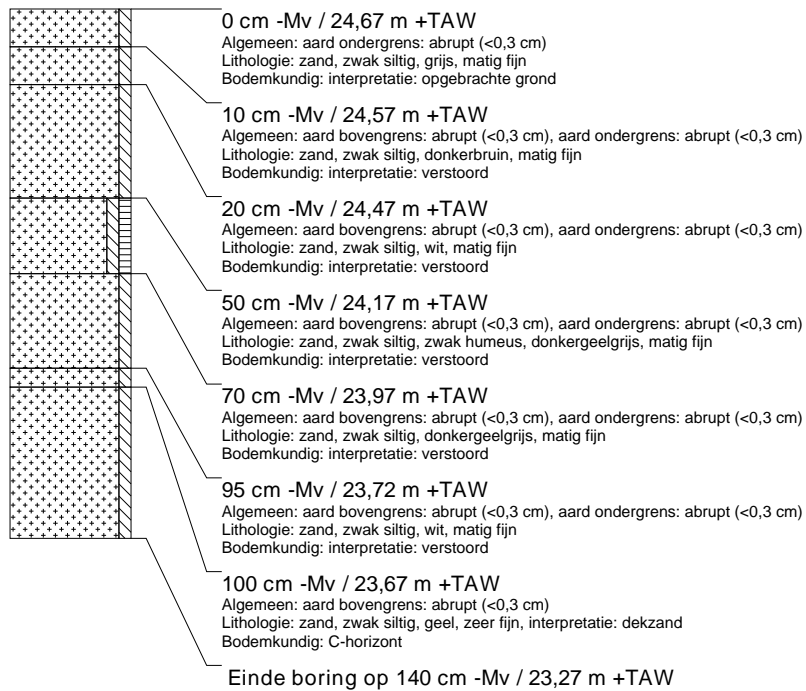 0 cm -Mv / 24,67 m +TAW
Algemeen: aard ondergrens: abrupt (<0,3 cm)
Lithologie: zand, zwak siltig, grijs, matig fijn
Bodemkundig: interpretatie: opgebrachte grond
10 cm -Mv / 24,57 m +TAW
Algemeen: aard bovengrens: abrupt (<0,3 cm), aard ondergrens: abrupt (<0,3 cm)
Lithologie: zand, zwak siltig, donkerbruin, matig fijn
Bodemkundig: interpretatie: verstoord
20 cm -Mv / 24,47 m +TAW
Algemeen: aard bovengrens: abrupt (<0,3 cm), aard ondergrens: abrupt (<0,3 cm)
Lithologie: zand, zwak siltig, wit, matig fijn
Bodemkundig: interpretatie: verstoord
50 cm -Mv / 24,17 m +TAW
Algemeen: aard bovengrens: abrupt (<0,3 cm), aard ondergrens: abrupt (<0,3 cm)
Lithologie: zand, zwak siltig, zwak humeus, donkergeelgrijs, matig fijn
Bodemkundig: interpretatie: verstoord
70 cm -Mv / 23,97 m +TAW
Algemeen: aard bovengrens: abrupt (<0,3 cm), aard ondergrens: abrupt (<0,3 cm)
Lithologie: zand, zwak siltig, donkergeelgrijs, matig fijn
Bodemkundig: interpretatie: verstoord
95 cm -Mv / 23,72 m +TAW
Algemeen: aard bovengrens: abrupt (<0,3 cm), aard ondergrens: abrupt (<0,3 cm)
Lithologie: zand, zwak siltig, wit, matig fijn
Bodemkundig: interpretatie: verstoord
100 cm -Mv / 23,67 m +TAW
Algemeen: aard bovengrens: abrupt (<0,3 cm)
Lithologie: zand, zwak siltig, geel, zeer fijn, interpretatie: dekzand
Bodemkundig: C-horizont
Einde boring op 140 cm -Mv / 23,27 m +TAW